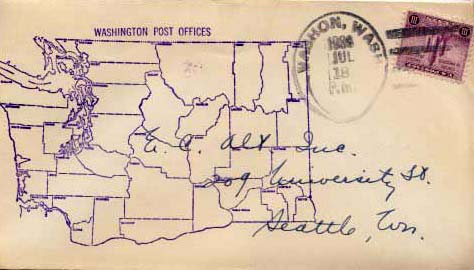 WASHINGTON POST OFFICES
VASHON, WASH.
JUL
18
P.M.
E. C. Alt Inc.
209 University St.
Seattle, Wn.